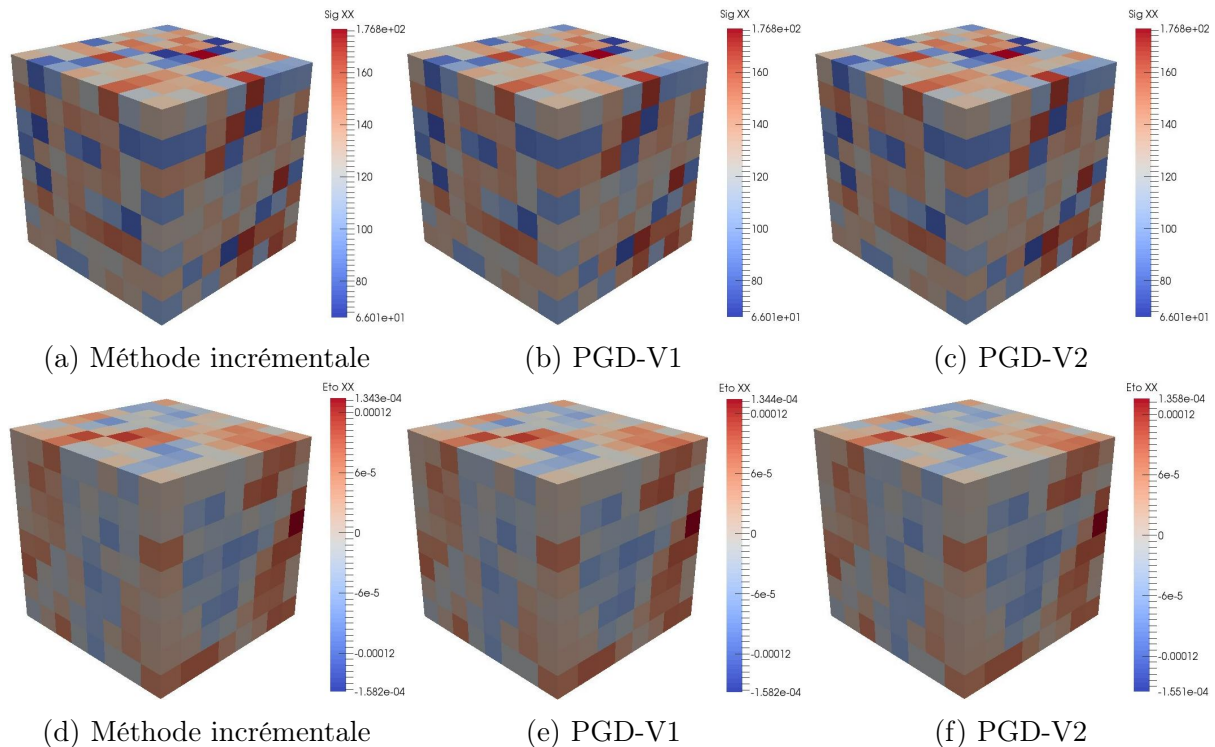 Sig XX
1.768e+02
160
140
120
100
80
6.601e+01
Sig XX
1.768e+02
160
140
120
100
80
6.601e+01
Sig XX
1.768e+02
160
140
120
100
80
6.601e+01
(a) Méthode incrémentale
(b) PGD-V1
(c) PGD-V2
Eto XX
1.343e-04
0.00012
6e-5
0
-6e-5
-0.00012
-1.582e-04
Eto XX
1.344e-04
0.00012
6e-5
0
-6e-5
-0.00012
-1.582e-04
Eto XX
1.358e-04
0.00012
6e-5
0
-6e-5
-0.00012
-1.551e-04
(d) Méthode incrémentale
(e) PGD-V1
(f) PGD-V2